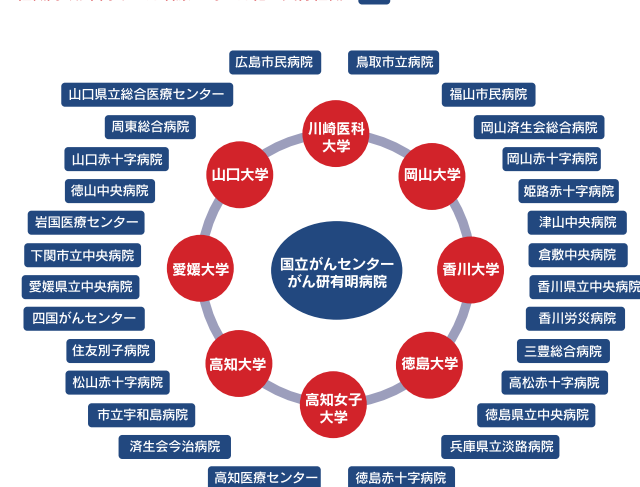 広島市民病院
鳥取市立病院
山口県立総合医療センター
福山市民病院
周東総合病院
岡山済生会総合病院
川崎医科
大学
山口赤十字病院
岡山赤十字病院
山口大学
岡山大学
徳山中央病院
姫路赤十字病院
岩国医療センター
津山中央病院
下関市立中央病院
倉敷中央病院
愛媛大学
国立がんセンター
がん研有明病院
香川大学
愛媛県立中央病院
香川県立中央病院
四国がんセンター
香川労災病院
住友別子病院
三豊総合病院
高知大学
徳島大学
松山赤十字病院
高松赤十字病院
高知女子
大学
市立宇和島病院
徳島県立中央病院
済生会今治病院
兵庫県立淡路病院
高知医療センター
徳島赤十字病院